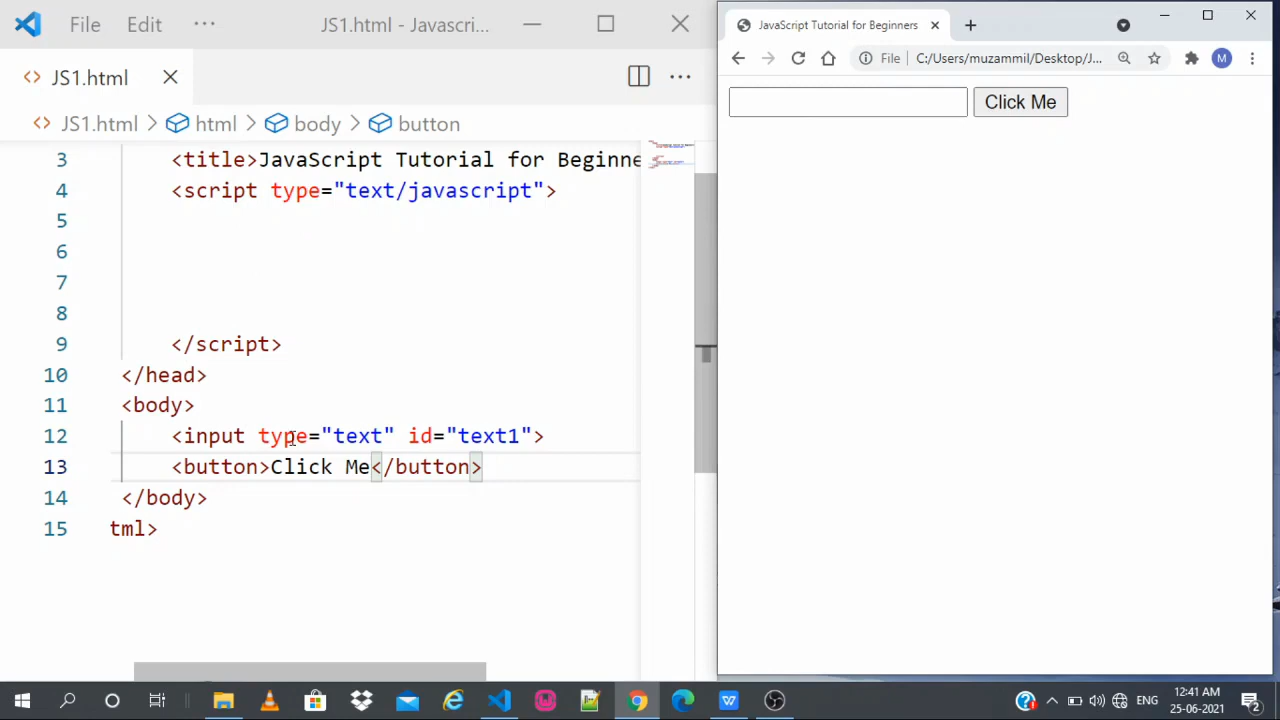 File Edit ··· JS1.html - Javascri...
JS1.html
JS1.html > html > body > button
3 <title>JavaScript Tutorial for Beginne
4 <script type="text/javascript">
5
6
7
8
9 </script>
10 </head>
11 <body>
12 <input type="text" id="text1">
13 <button>Click Me</button>
14 </body>
15 tml>
JavaScript Tutorial for Beginners
File C:/Users/muzammil/Desktop/J... M
Click Me
ENG
12:41 AM
25-06-2021
2